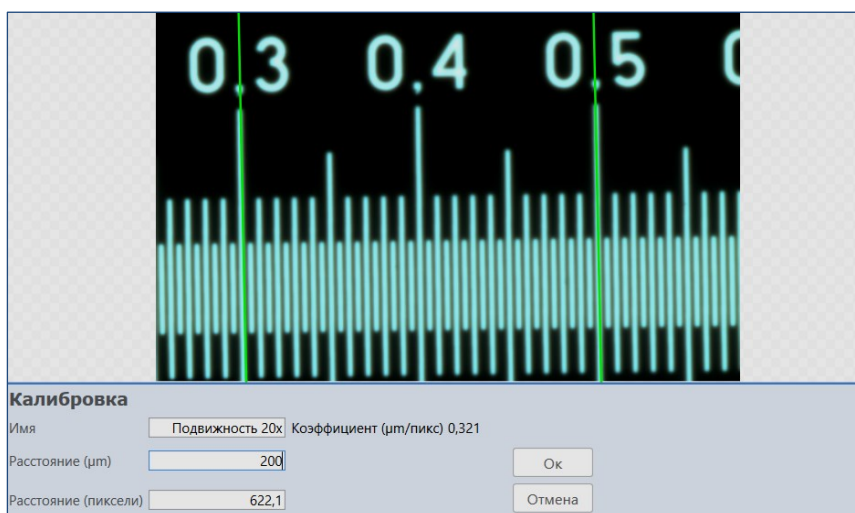 0,3 0,4 0,5
Калибровка
Имя Подвижность 20x Коэффициент (µm/пикс) 0,321
Расстояние (µm) 200 Ок
Расстояние (пиксели) 622,1 Отмена